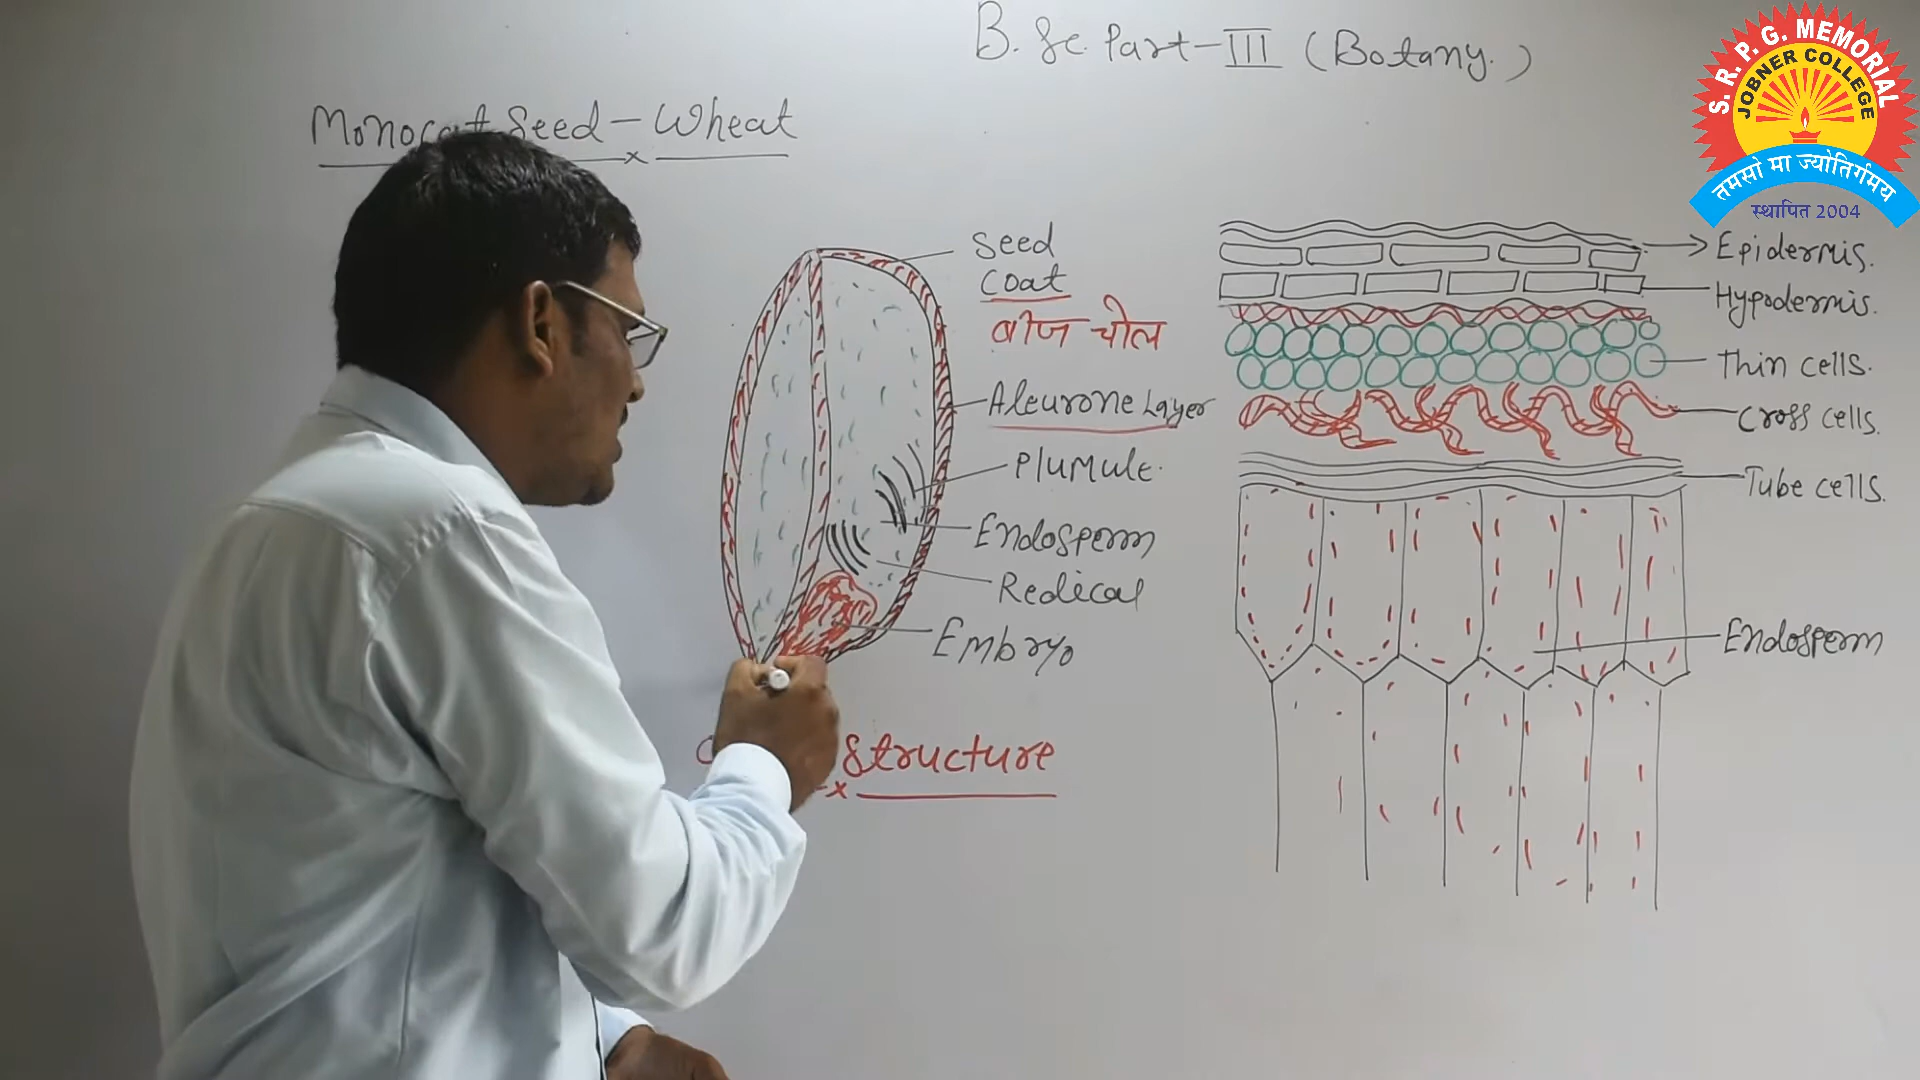 B. Sc. Part-III (Botany.)
Monocot Seed - Wheat
Seed
Coat
बीज चोल
Aleurone Layer
Plumule.
Endosperm
Redical
Embryo
Structure
Epidermis.
Hypodermis.
Thin cells.
Cross cells.
Tube cells.
Endosperm
S. R. P. G. MEMORIAL
JOBNER COLLEGE
तमसो मा ज्योतिर्गमय
स्थापित 2004